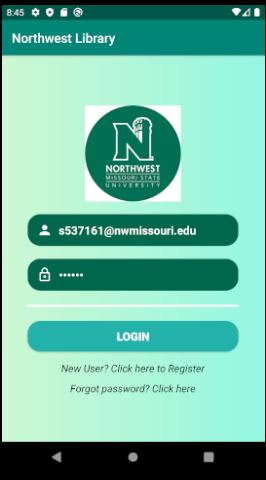 8:45
Northwest Library
N
NORTHWEST
MISSOURI STATE
UNIVERSITY
s537161@nwmissouri.edu
••••••
LOGIN
New User? Click here to Register
Forgot password? Click here